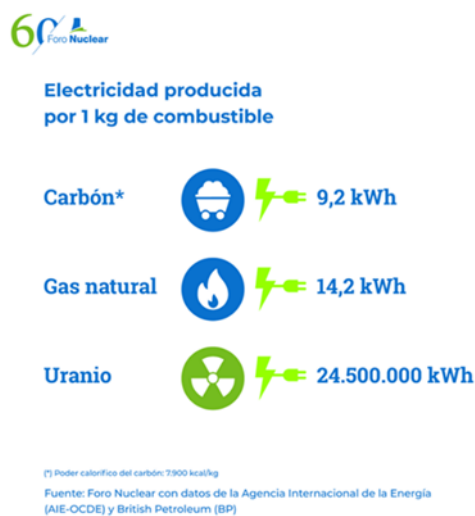 60 Foro Nuclear
Electricidad producida
por 1 kg de combustible
Carbón* 9,2 kWh
Gas natural 14,2 kWh
Uranio 24.500.000 kWh
(*) Poder calorífico del carbón: 7.900 kcal/kg
Fuente: Foro Nuclear con datos de la Agencia Internacional de la Energía
(AIE-OCDE) y British Petroleum (BP)